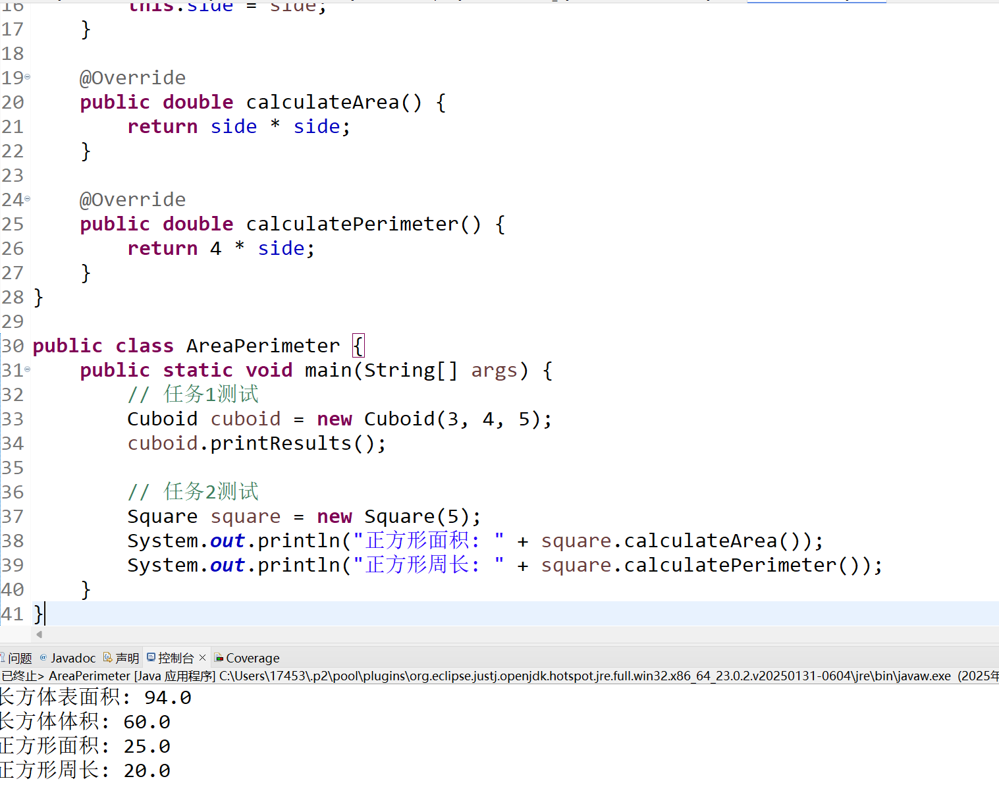 16 this.side = side;
17 }
18
19 @Override
20 public double calculateArea() {
21 return side * side;
22 }
23
24 @Override
25 public double calculatePerimeter() {
26 return 4 * side;
27 }
28 }
29
30 public class AreaPerimeter {
31 public static void main(String[] args) {
32 // 任务1测试
33 Cuboid cuboid = new Cuboid(3, 4, 5);
34 cuboid.printResults();
35
36 // 任务2测试
37 Square square = new Square(5);
38 System.out.println("正方形面积: " + square.calculateArea());
39 System.out.println("正方形周长: " + square.calculatePerimeter());
40 }
41 }
问题 @ Javadoc 声明 控制台 × Coverage
已终止> AreaPerimeter [Java 应用程序] C:\Users\17453\.p2\pool\plugins\org.eclipse.justj.openjdk.hotspot.jre.full.win32.x86_64_23.0.2.v20250131-0604\jre\bin\javaw.exe (2025年
长方体表面积: 94.0
长方体体积: 60.0
正方形面积: 25.0
正方形周长: 20.0